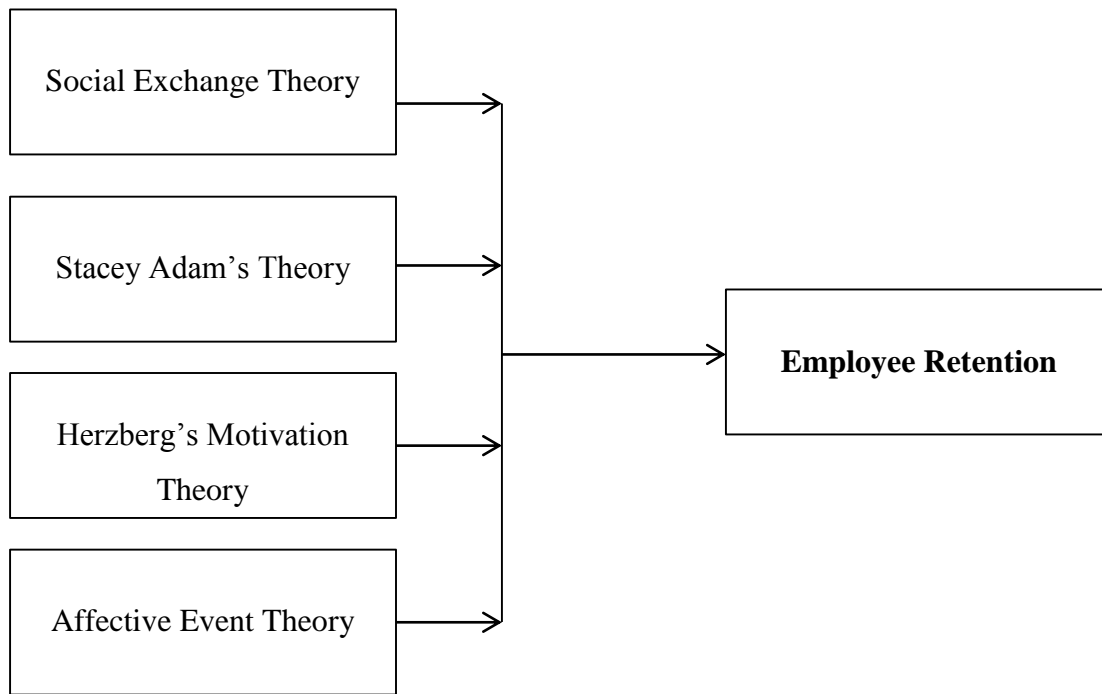 Social Exchange Theory
Stacey Adam’s Theory
Herzberg’s Motivation
Theory
Affective Event Theory
Employee Retention